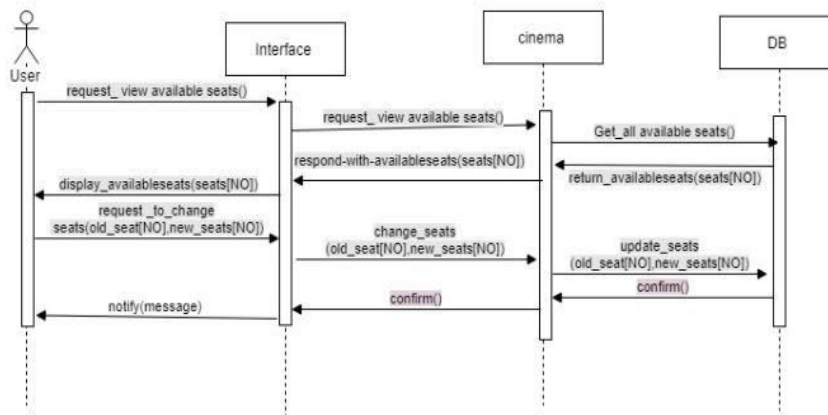 Interface
cinema
DB
User
request_ view available seats()
request_ view available seats()
Get_all available seats()
respond-with-availableseats(seats[NO])
return_availableseats(seats[NO])
display_availableseats(seats[NO])
request _to_change
seats(old_seat[NO],new_seats[NO])
change_seats
(old_seat[NO],new_seats[NO])
update_seats
(old_seat[NO],new_seats[NO])
confirm()
confirm()
notify(message)